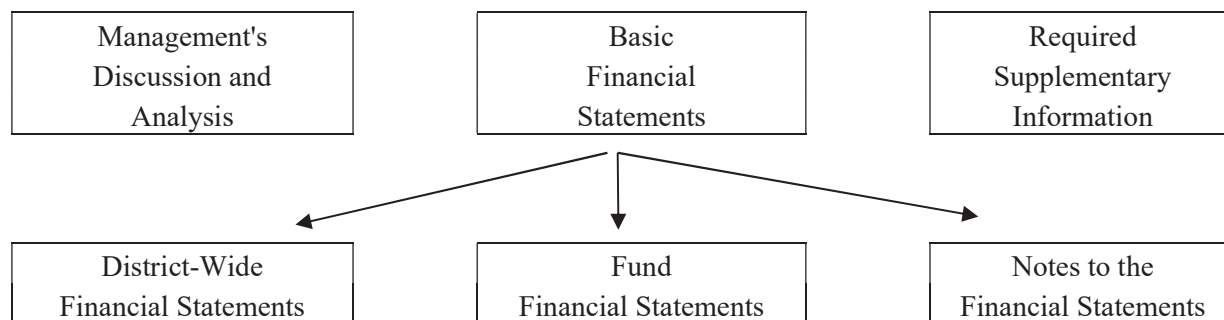 Management's
Discussion and
Analysis
Basic
Financial
Statements
Required
Supplementary
Information
District-Wide
Financial Statements
Fund
Financial Statements
Notes to the
Financial Statements